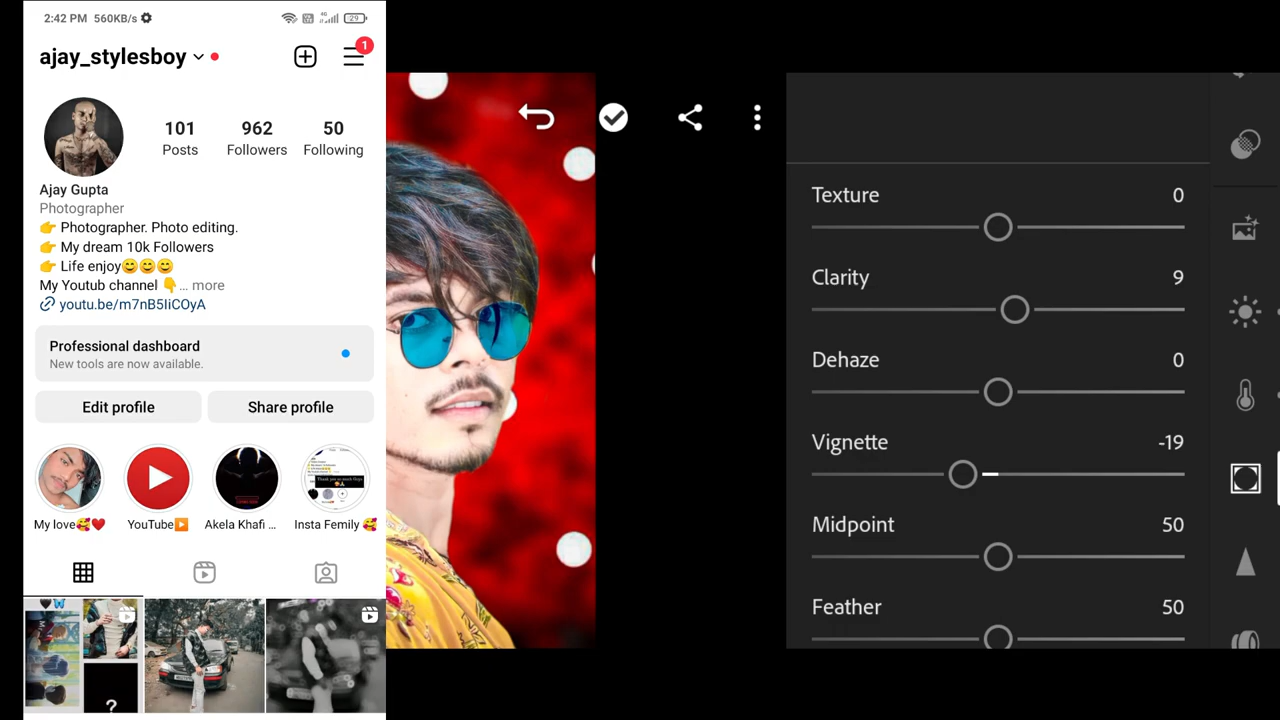 2:42 PM 560KB/s 4G 29
ajay_stylesboy 1
101 962 50
Posts Followers Following
Ajay Gupta
Photographer
👉 Photographer. Photo editing.
👉 My dream 10k Followers
👉 Life enjoy😊😊😊
My Youtub channel 👇... more
youtu.be/m7nB5IiCOyA
Professional dashboard
New tools are now available.
Edit profile Share profile
My love🥰❤️ YouTube▶️ Akela Khafi ... Insta Femily 🥰
?
Texture 0
Clarity 9
Dehaze 0
Vignette -19
Midpoint 50
Feather 50